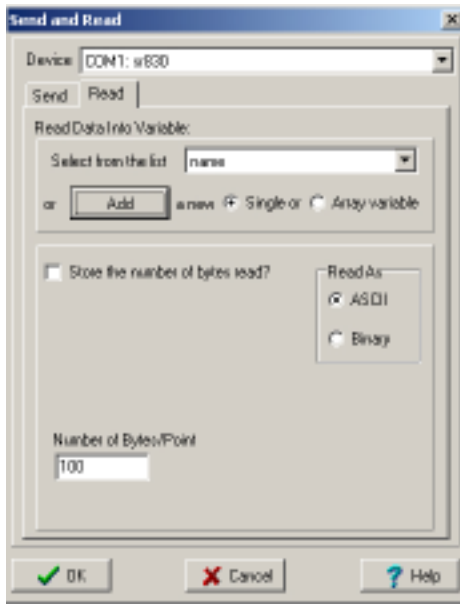 Send and Read
Device COM1: sr830
Send Read
Read Data Into Variable:
Select from the list name
or Add a new Single or Array variable
Store the number of bytes read?
Read As
ASCII
Binary
Number of Bytes/Point
100
OK Cancel Help